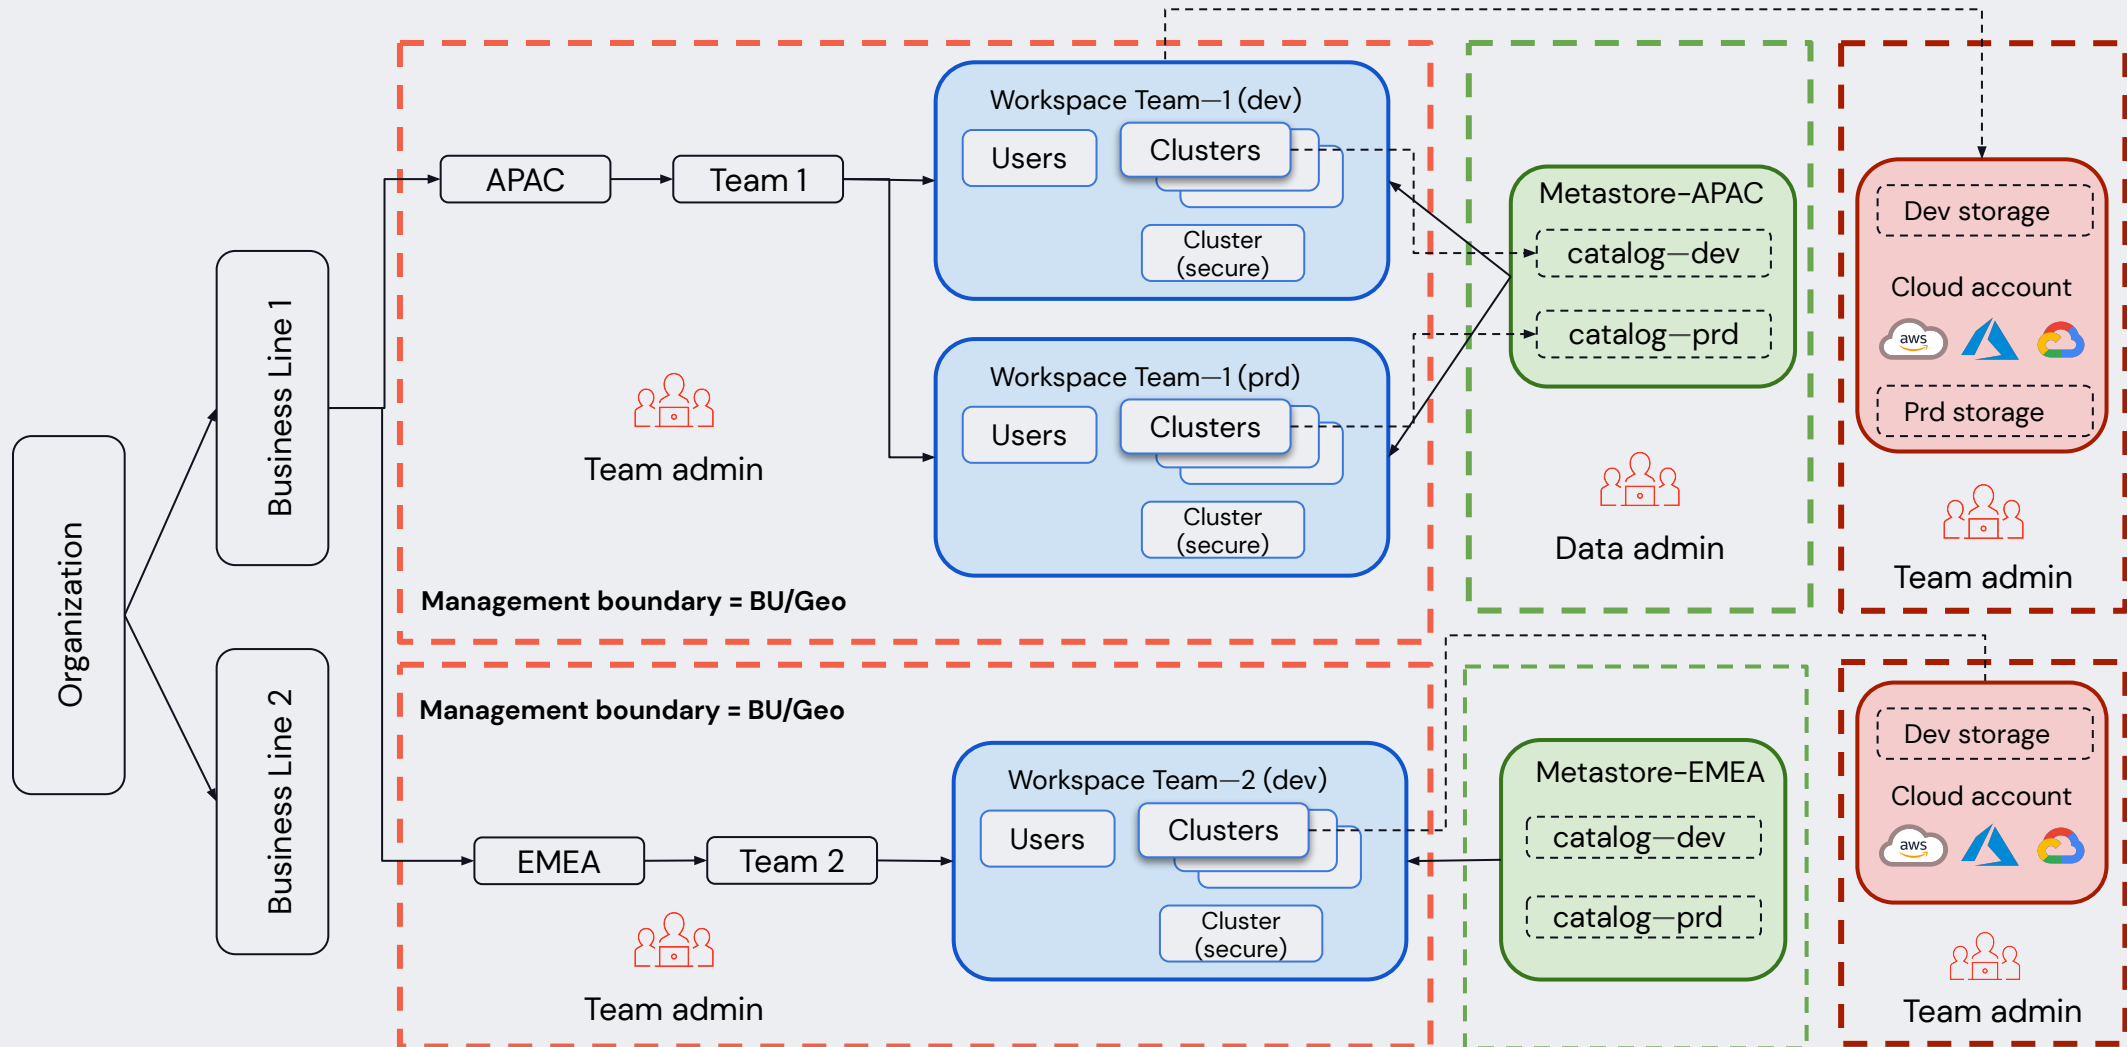 Organization
Business Line 1
Business Line 2
APAC
Team 1
Team admin
Management boundary = BU/Geo
Workspace Team—1 (dev)
Users
Clusters
Cluster
(secure)
Workspace Team—1 (prd)
Users
Clusters
Cluster
(secure)
Metastore-APAC
catalog—dev
catalog—prd
Data admin
Dev storage
Cloud account
aws
Prd storage
Team admin
Management boundary = BU/Geo
EMEA
Team 2
Team admin
Workspace Team—2 (dev)
Users
Clusters
Cluster
(secure)
Metastore-EMEA
catalog—dev
catalog—prd
Dev storage
Cloud account
aws
Team admin